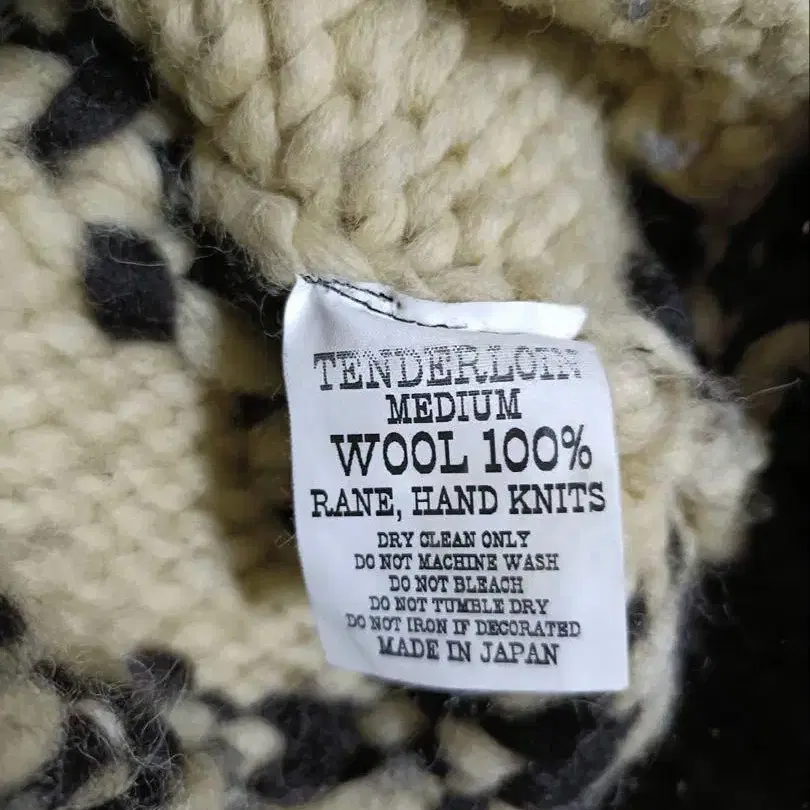 TENDERLOIN
MEDIUM
WOOL 100%
RANE, HAND KNITS
DRY CLEAN ONLY
DO NOT MACHINE WASH
DO NOT BLEACH
DO NOT TUMBLE DRY
DO NOT IRON IF DECORATED
MADE IN JAPAN